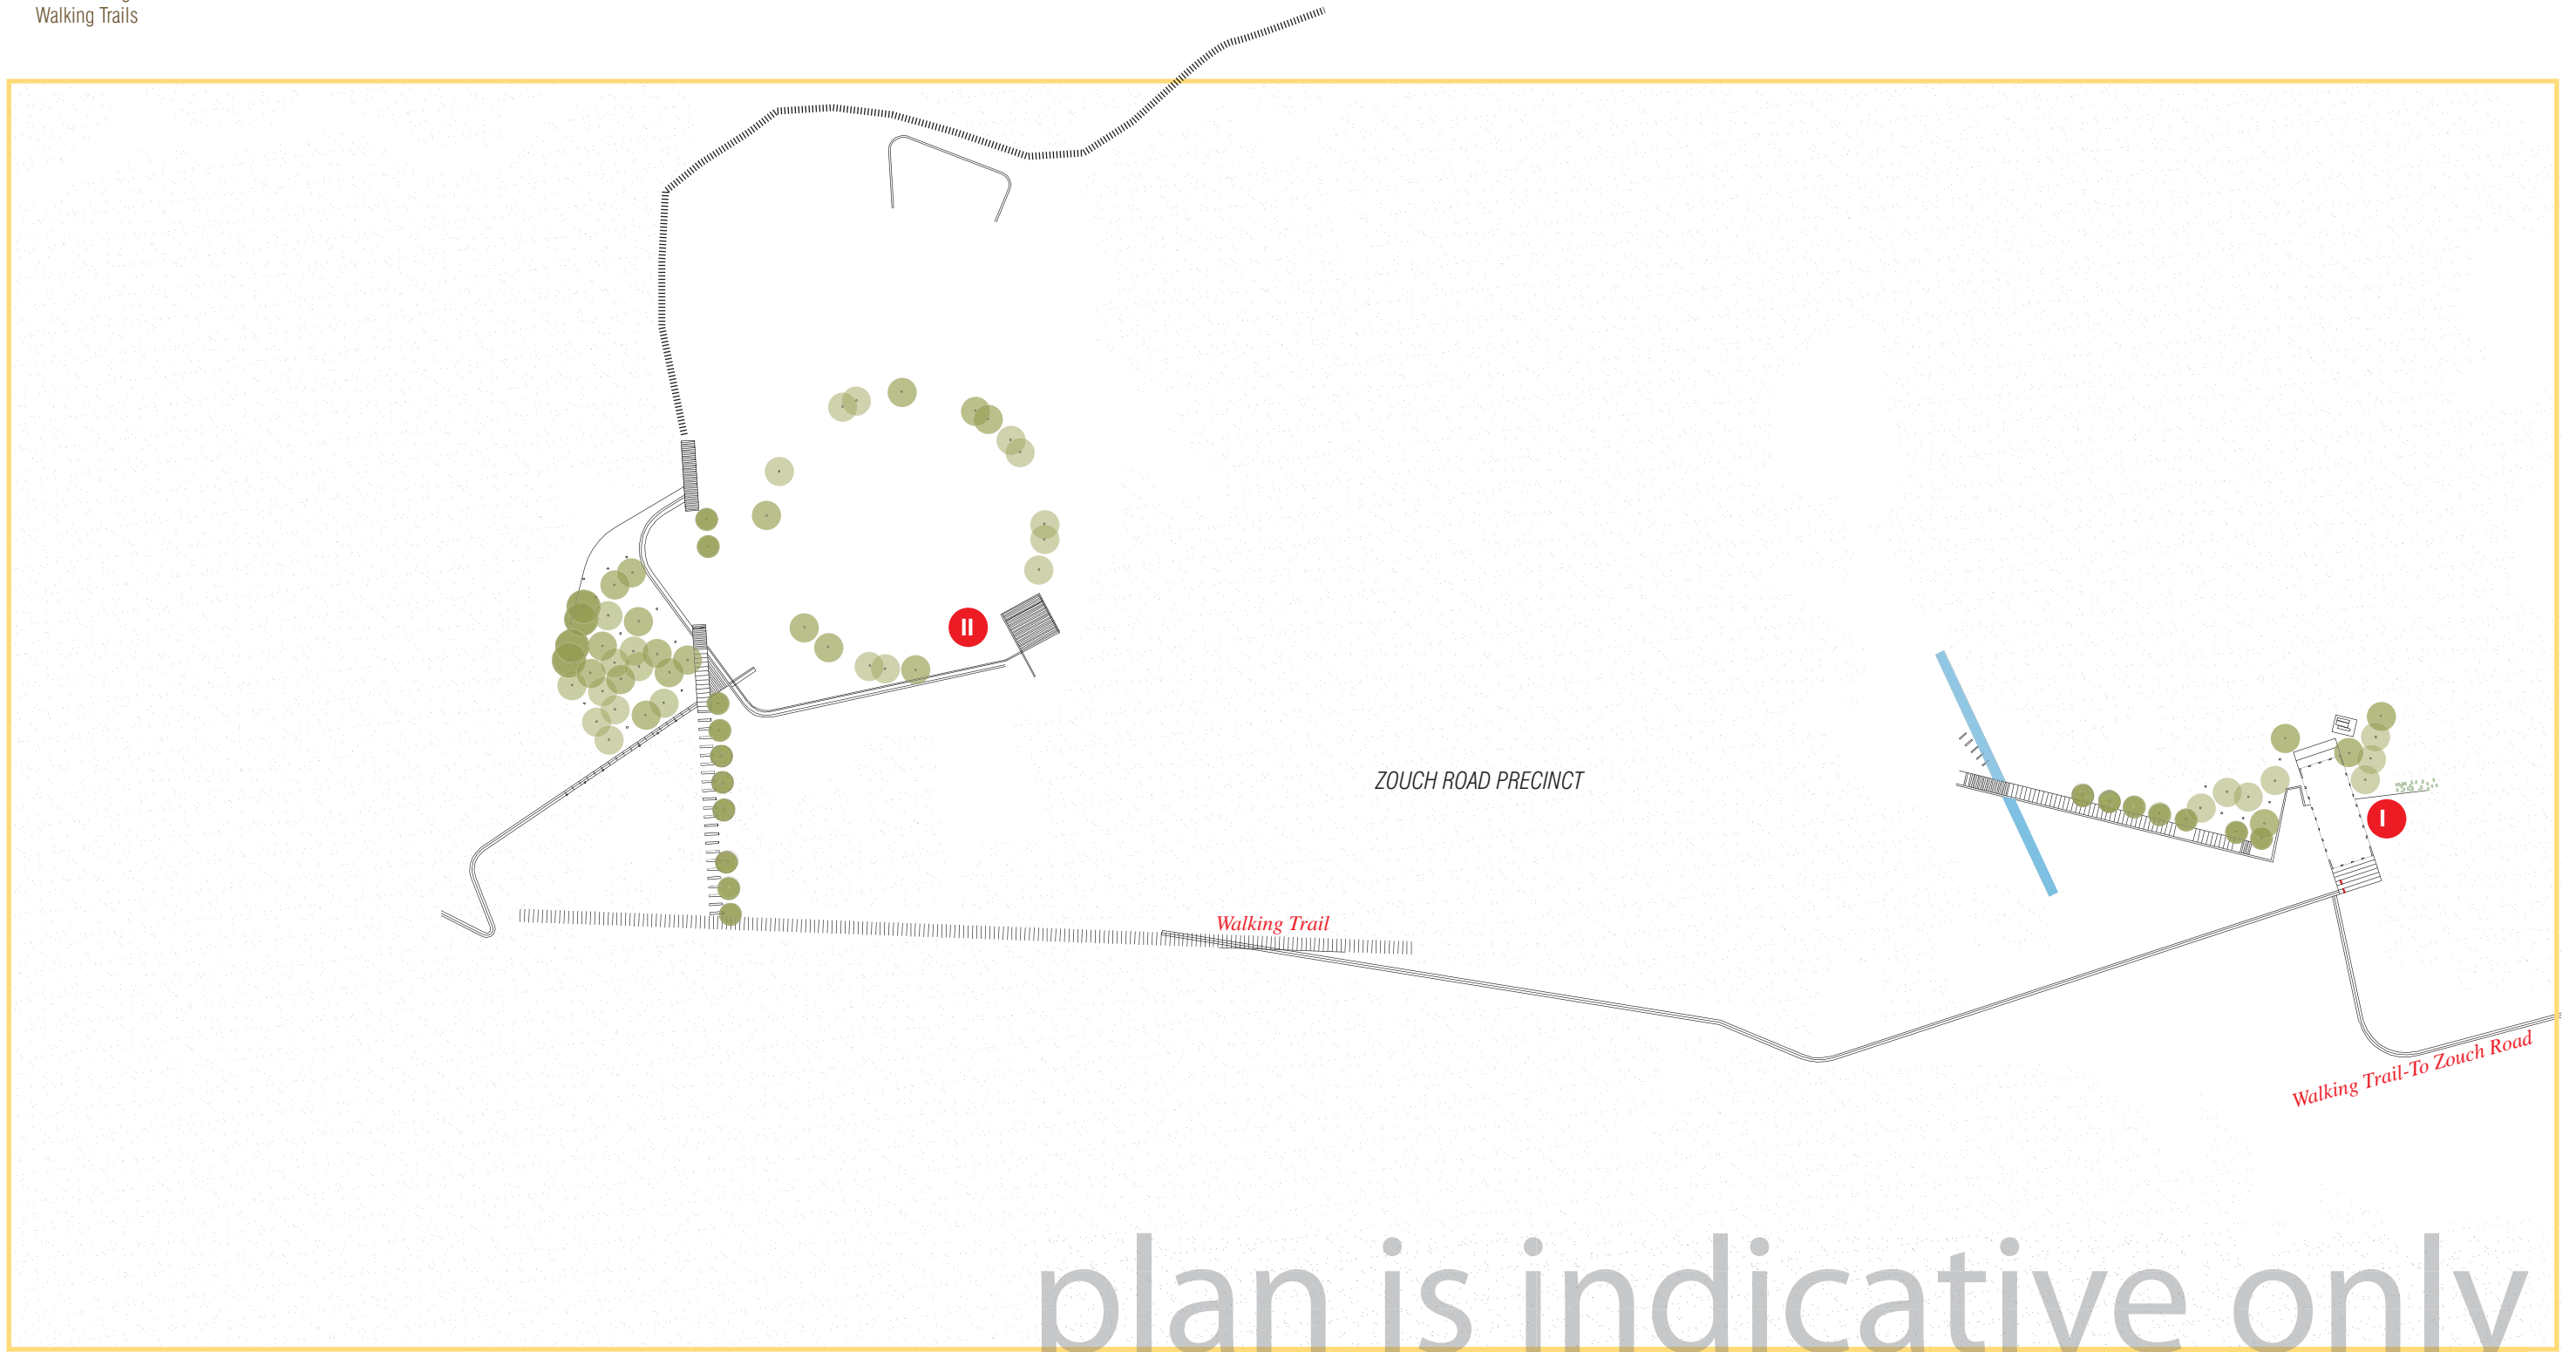 Walking Trails
II
ZOUCH ROAD PRECINCT
I
Walking Trail
Walking Trail-To Zouch Road
plan is indicative only